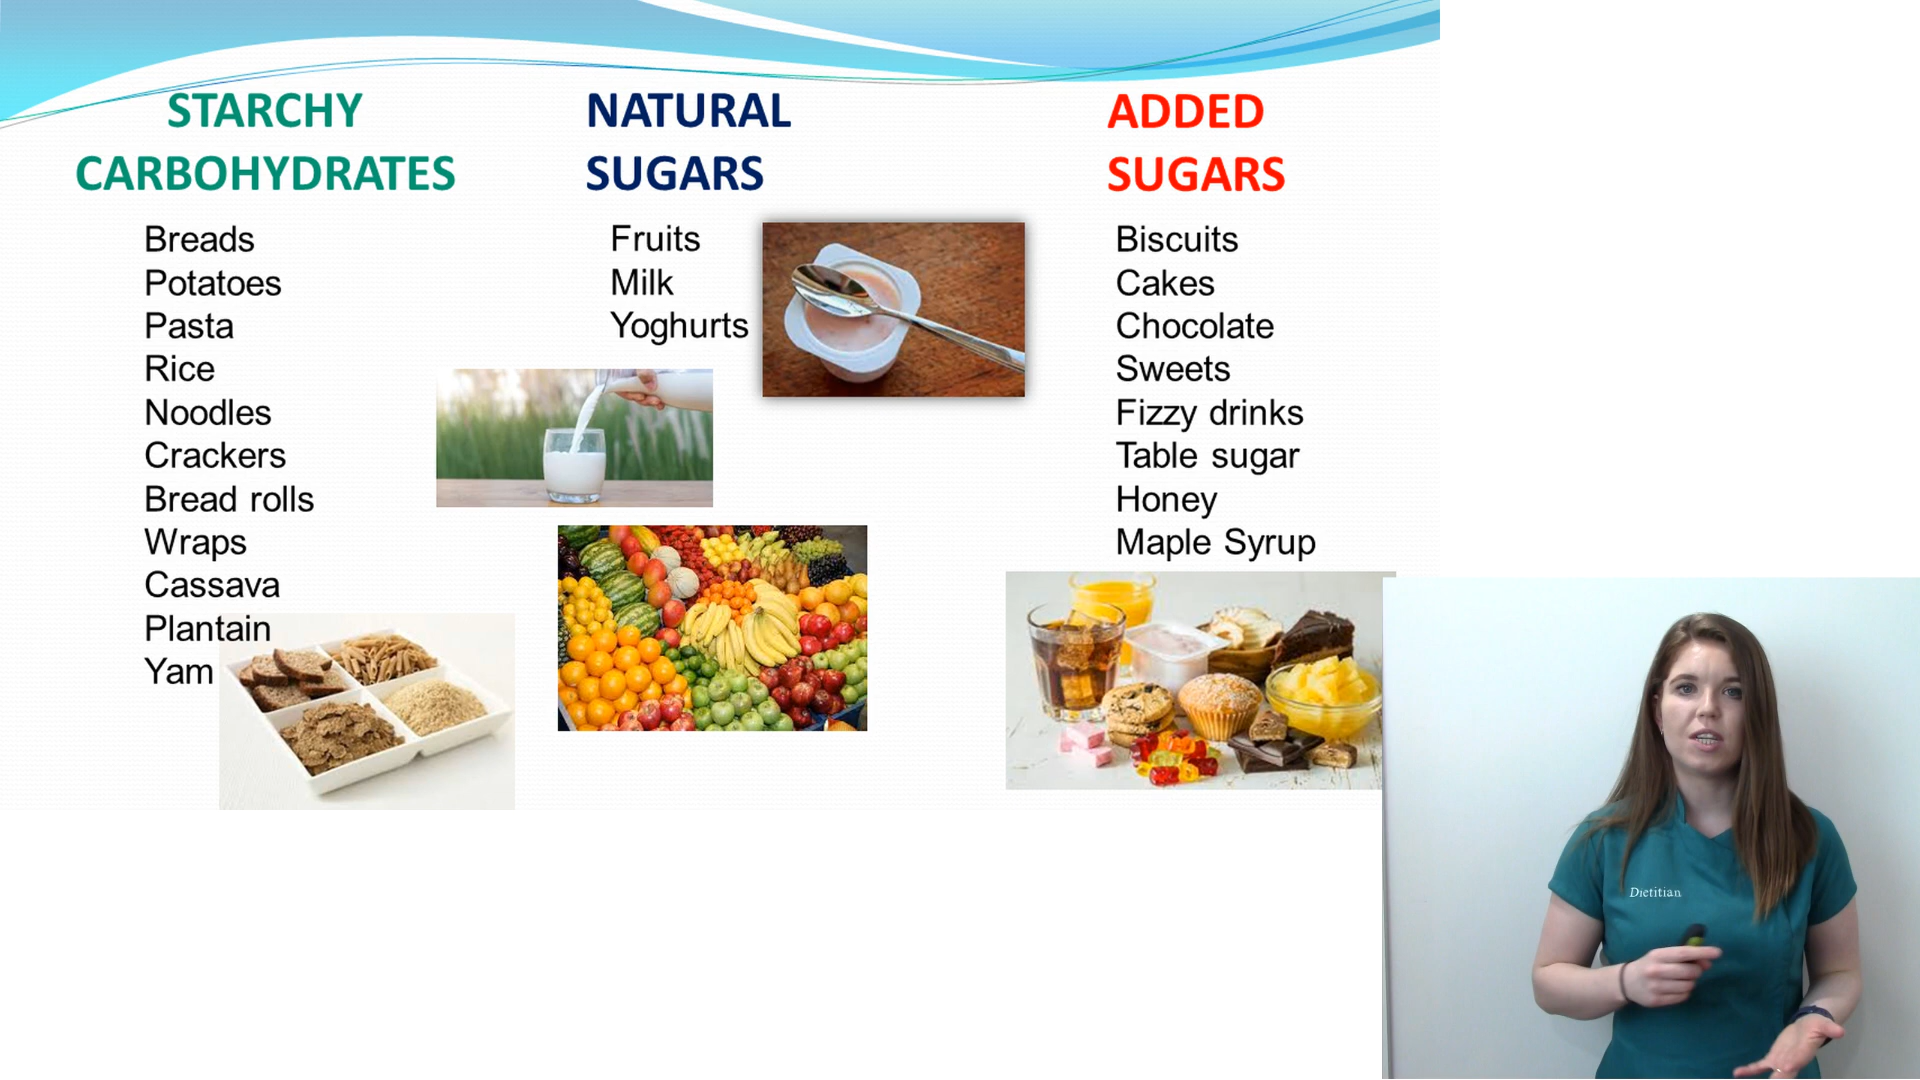 STARCHY
CARBOHYDRATES
Breads
Potatoes
Pasta
Rice
Noodles
Crackers
Bread rolls
Wraps
Cassava
Plantain
Yam
NATURAL
SUGARS
Fruits
Milk
Yoghurts
ADDED
SUGARS
Biscuits
Cakes
Chocolate
Sweets
Fizzy drinks
Table sugar
Honey
Maple Syrup
Dietitian